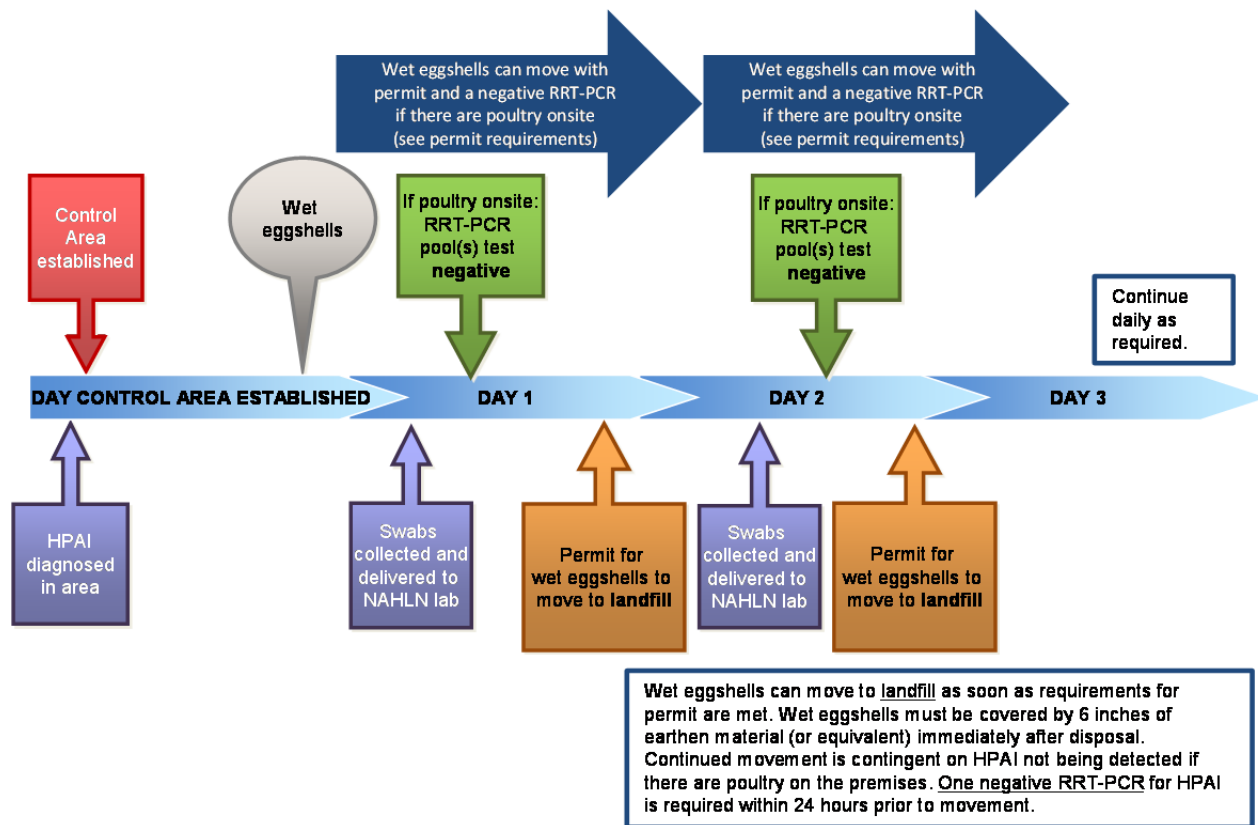 Wet eggshells can move with
permit and a negative RRT-PCR
if there are poultry onsite
(see permit requirements)
Wet eggshells can move with
permit and a negative RRT-PCR
if there are poultry onsite
(see permit requirements)
Control
Area
established
Wet
eggshells
If poultry onsite:
RRT-PCR
pool(s) test
negative
If poultry onsite:
RRT-PCR
pool(s) test
negative
Continue
daily as
required.
DAY CONTROL AREA ESTABLISHED
DAY 1
DAY 2
DAY 3
HPAI
diagnosed
in area
Swabs
collected and
delivered to
NAHLN lab
Permit for
wet eggshells to
move to landfill
Swabs
collected and
delivered to
NAHLN lab
Permit for
wet eggshells to
move to landfill
Wet eggshells can move to landfill as soon as requirements for
permit are met. Wet eggshells must be covered by 6 inches of
earthen material (or equivalent) immediately after disposal.
Continued movement is contingent on HPAI not being detected if
there are poultry on the premises. One negative RRT-PCR for HPAI
is required within 24 hours prior to movement.